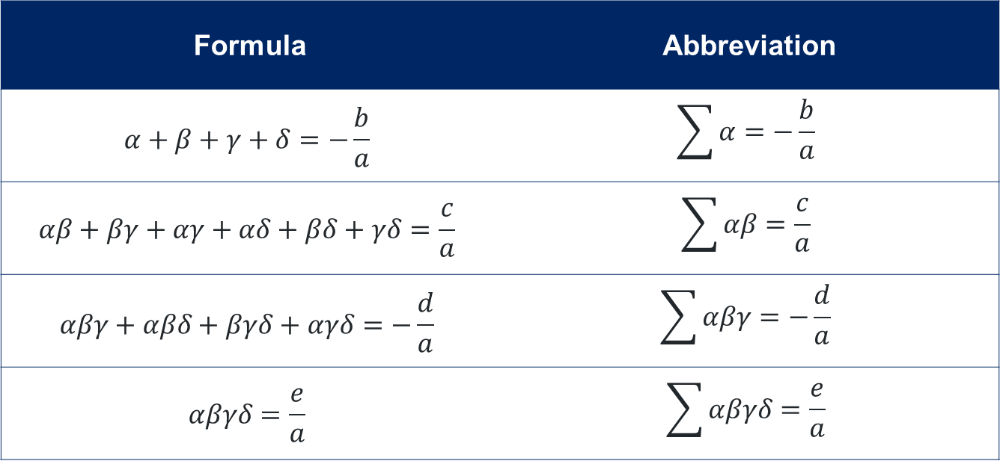 Formula Abbreviation
α + β + γ + δ = −b/a ∑α = −b/a
αβ + βγ + αγ + αδ + βδ + γδ = c/a ∑αβ = c/a
αβγ + αβδ + βγδ + αγδ = −d/a ∑αβγ = −d/a
αβγδ = e/a ∑αβγδ = e/a